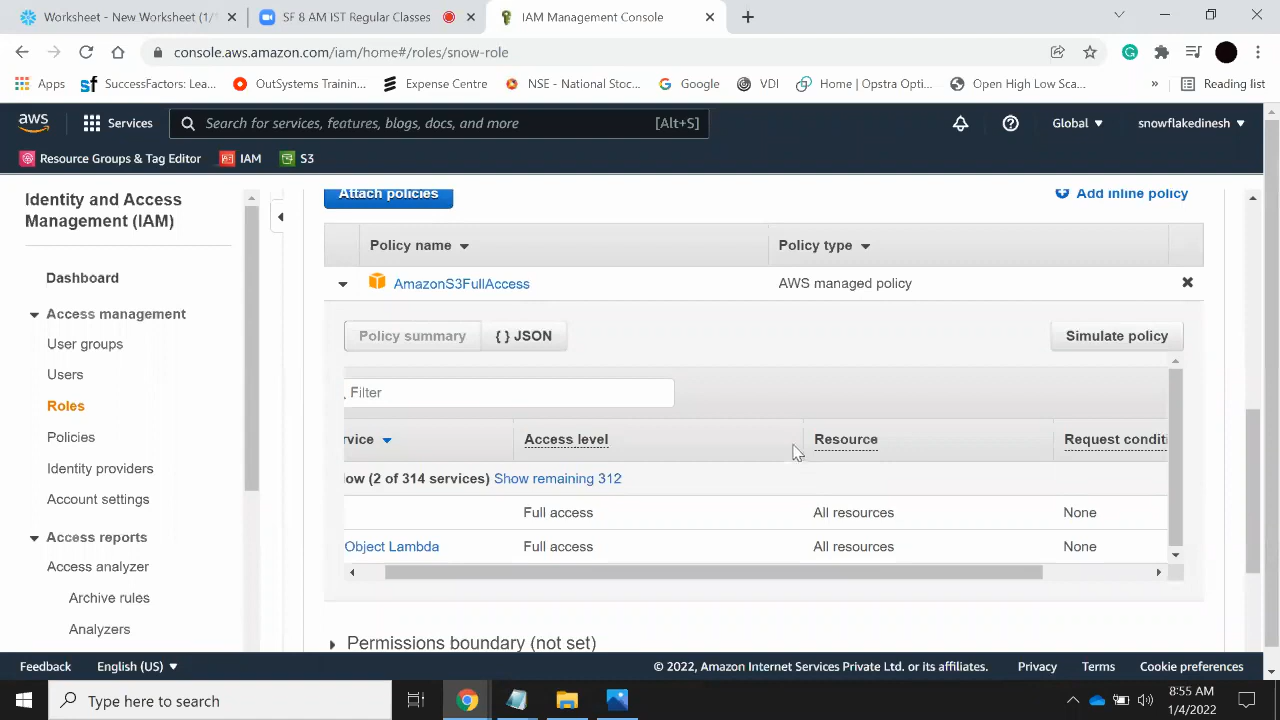 Worksheet - New Worksheet (1/
SF 8 AM IST Regular Classes
IAM Management Console
console.aws.amazon.com/iam/home#/roles/snow-role
Apps
SuccessFactors: Lea...
OutSystems Training...
Expense Centre...
NSE - National Stoc...
Google
VDI
Home | Opstra Opti...
Open High Low Sca...
»
Reading list
aws
Services
Search for services, features, blogs, docs, and more
[Alt+S]
Global
snowflakedinesh
Resource Groups & Tag Editor
IAM
S3
Identity and Access
Management (IAM)
Dashboard
Access management
User groups
Users
Roles
Policies
Identity providers
Account settings
Access reports
Access analyzer
Archive rules
Analyzers
Attach policies
Add inline policy
Policy name
Policy type
AmazonS3FullAccess
AWS managed policy
Policy summary
{ } JSON
Simulate policy
Filter
rvice
Access level
Resource
Request conditi
low (2 of 314 services) Show remaining 312
Full access
All resources
None
Object Lambda
Full access
All resources
None
Permissions boundary (not set)
Feedback
English (US)
© 2022, Amazon Internet Services Private Ltd. or its affiliates.
Privacy
Terms
Cookie preferences
Type here to search
8:55 AM
1/4/2022